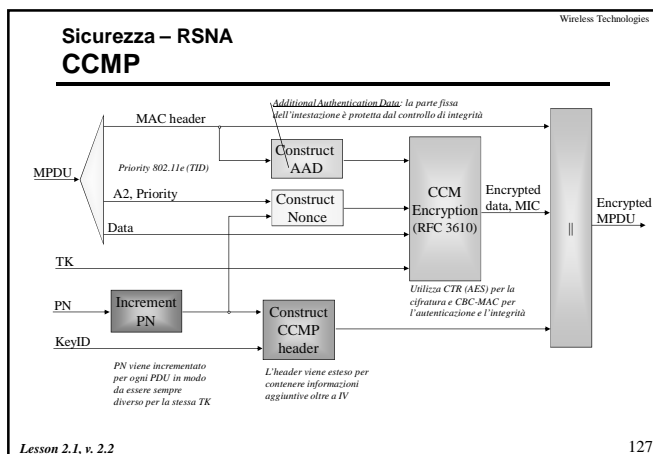 Wireless Technologies
Sicurezza – RSNA
CCMP
Additional Authentication Data: la parte fissa
dell'intestazione è protetta dal controllo di integrità
MAC header
MPDU
Priority 802.11e (TID)
Construct
AAD
A2, Priority
Construct
Nonce
Data
CCM
Encryption
(RFC 3610)
Encrypted
data, MIC
||
Encrypted
MPDU
TK
Utilizza CTR (AES) per la
cifratura e CBC-MAC per
l'autenticazione e l'integrità
PN
Increment
PN
Construct
CCMP
header
KeyID
PN viene incrementato
per ogni PDU in modo
da essere sempre
diverso per la stessa TK
L'header viene esteso per
contenere informazioni
aggiuntive oltre a IV
Lesson 2.1, v. 2.2
127